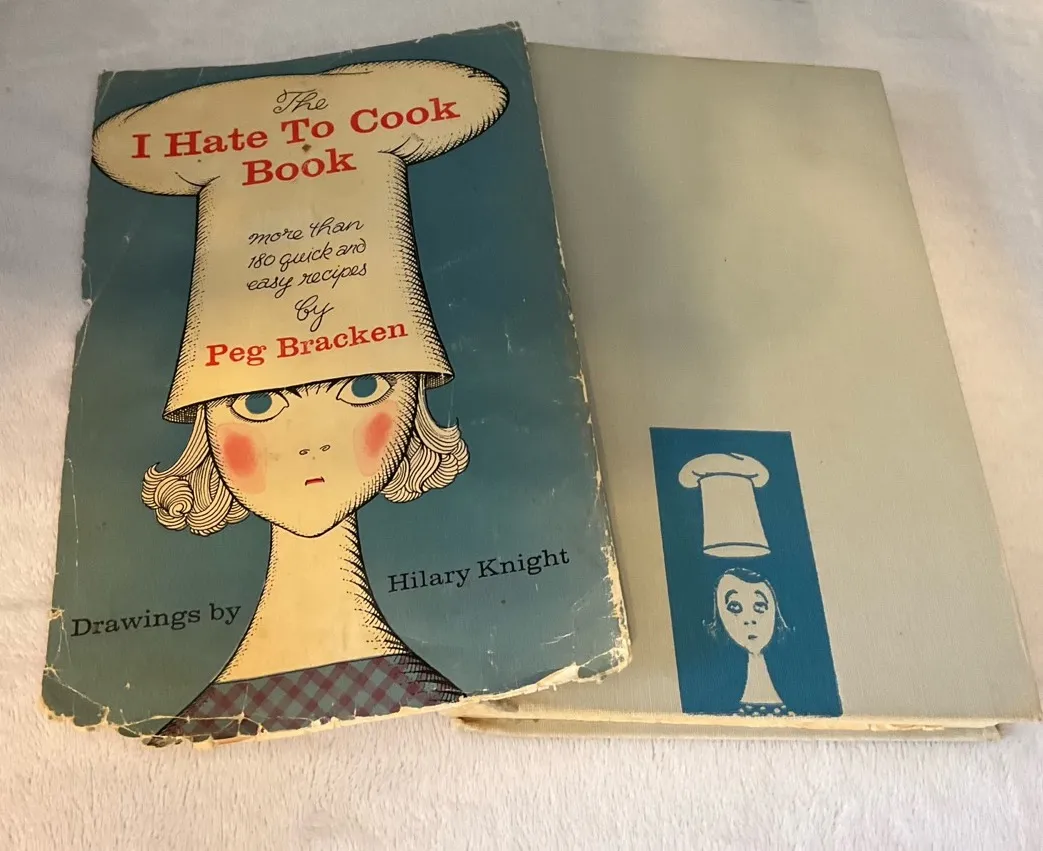 The
I Hate To Cook
Book
more than
180 quick and
easy recipes
by
Peg Bracken
Drawings by
Hilary Knight